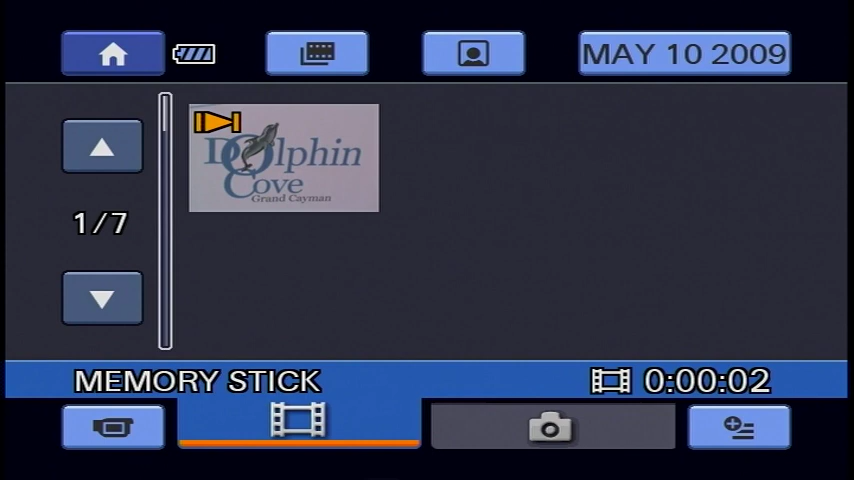 MAY 10 2009
Dolphin
Cove
Grand Cayman
1/7
MEMORY STICK
0:00:02